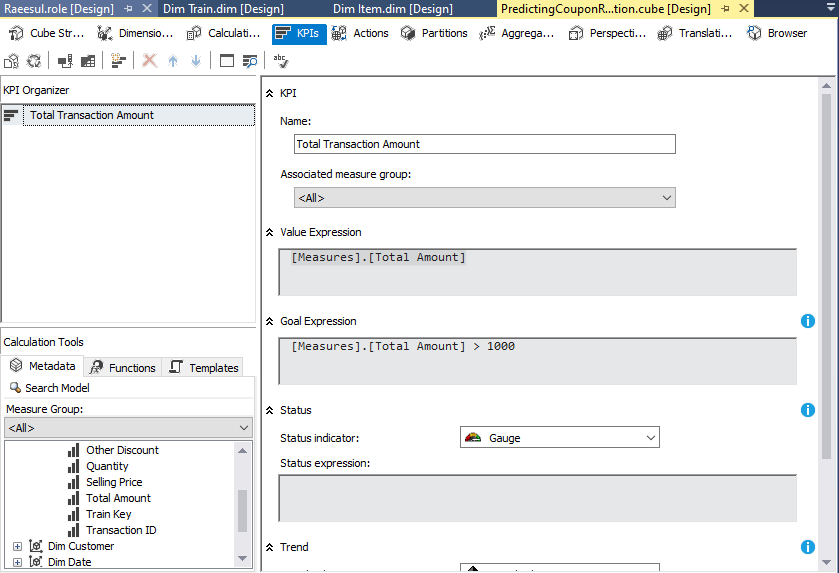 Raeesul.role [Design]
Dim Train.dim [Design]
Dim Item.dim [Design]
PredictingCouponR...tion.cube [Design]
Cube Str...
Dimensio...
Calculati...
KPIs
Actions
Partitions
Aggrega...
Perspecti...
Translati...
Browser
abc
KPI Organizer
Total Transaction Amount
Calculation Tools
Metadata
Functions
Templates
Search Model
Measure Group:
<All>
Other Discount
Quantity
Selling Price
Total Amount
Train Key
Transaction ID
Dim Customer
Dim Date
KPI
Name:
Total Transaction Amount
Associated measure group:
<All>
Value Expression
[Measures].[Total Amount]
Goal Expression
[Measures].[Total Amount] > 1000
Status
Status indicator:
Gauge
Status expression:
Trend